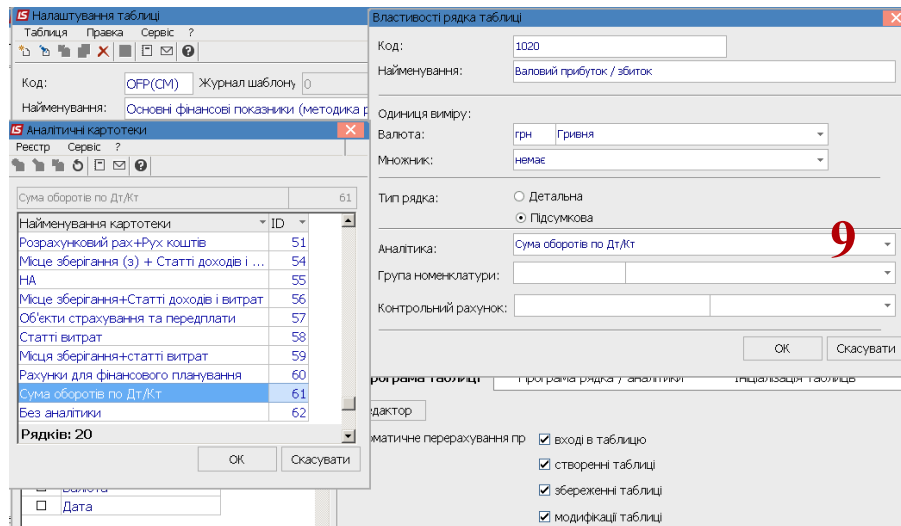 Налаштування таблиці
Таблиця Правка Сервіс ?
Код: OFP(CM) Журнал шаблону 0
Найменування: Основні фінансові показники (методика р
Аналітичні картотеки
Реєстр Сервіс ?
Сума оборотів по Дт/Кт 61
Найменування картотеки ID
Розрахунковий рах+Рух коштів 51
Місце зберігання (з) + Статті доходів і ... 54
НА 55
Місце зберігання+Статті доходів і витрат 56
Об'єкти страхування та передплати 57
Статті витрат 58
Місця зберігання+статті витрат 59
Рахунки для фінансового планування 60
Сума оборотів по Дт/Кт 61
Без аналітики 62
Рядків: 20
ОК Скасувати
Валюта
Дата
Властивості рядка таблиці
Код: 1020
Найменування: Валовий прибуток / збиток
Одиниця виміру:
Валюта: грн Гривня
Множник: немає
Тип рядка: Детальна
Підсумкова
Аналітика: Сума оборотів по Дт/Кт 9
Група номенклатури:
Контрольний рахунок:
ОК Скасувати
рограма таблиці Програма рядка / аналітики Ініціалізація таблиць
едактор
оматичне перерахування пр вході в таблицю
створенні таблиці
збереженні таблиці
модифікації таблиці